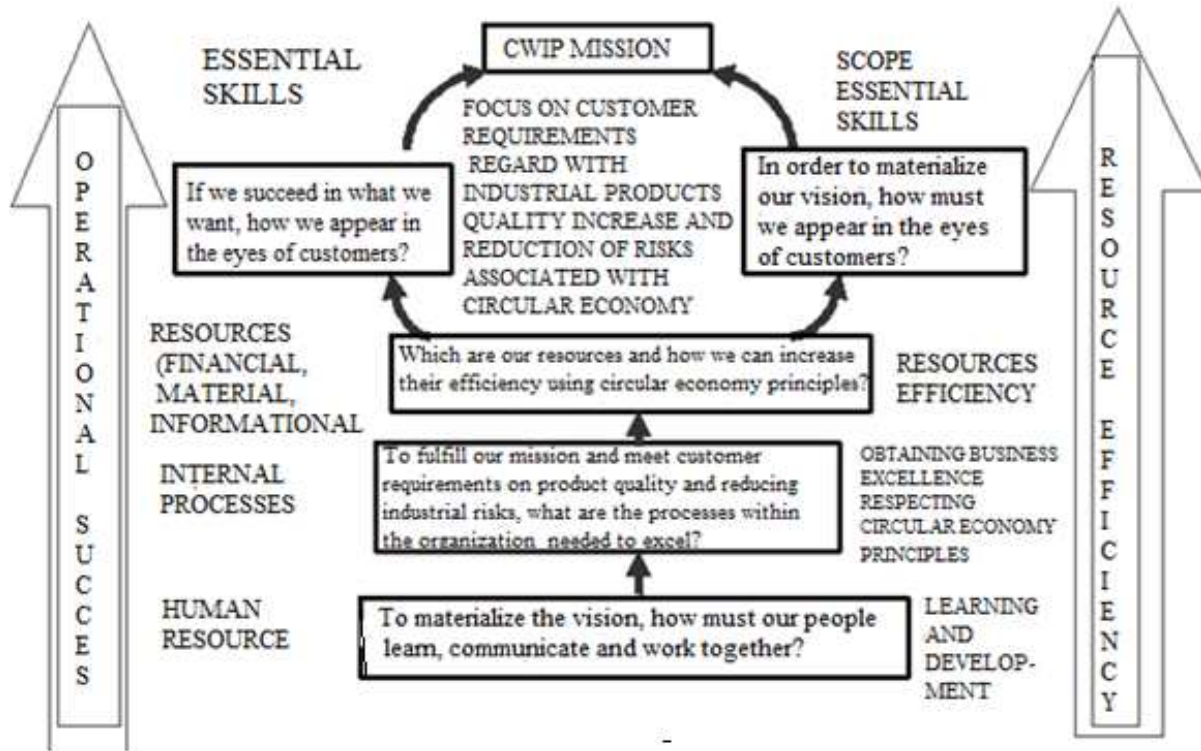 CWIP MISSION
ESSENTIAL
SKILLS
SCOPE
ESSENTIAL
SKILLS
FOCUS ON CUSTOMER
REQUIREMENTS
REGARD WITH
INDUSTRIAL PRODUCTS
QUALITY INCREASE AND
REDUCTION OF RISKS
ASSOCIATED WITH
CIRCULAR ECONOMY
If we succeed in what we
want, how we appear in
the eyes of customers?
In order to materialize
our vision, how must
we appear in the eyes
of customers?
OPERATIONAL SUCCES
RESOURCE EFFICIENCY
RESOURCES
(FINANCIAL,
MATERIAL,
INFORMATIONAL
Which are our resources and how we can increase
their efficiency using circular economy principles?
RESOURCES
EFFICIENCY
INTERNAL
PROCESSES
To fulfill our mission and meet customer
requirements on product quality and reducing
industrial risks, what are the processes within
the organization needed to excel?
OBTAINING BUSINESS
EXCELLENCE
RESPECTING
CIRCULAR ECONOMY
PRINCIPLES
HUMAN
RESOURCE
To materialize the vision, how must our people
learn, communicate and work together?
LEARNING
AND
DEVELOP-
MENT